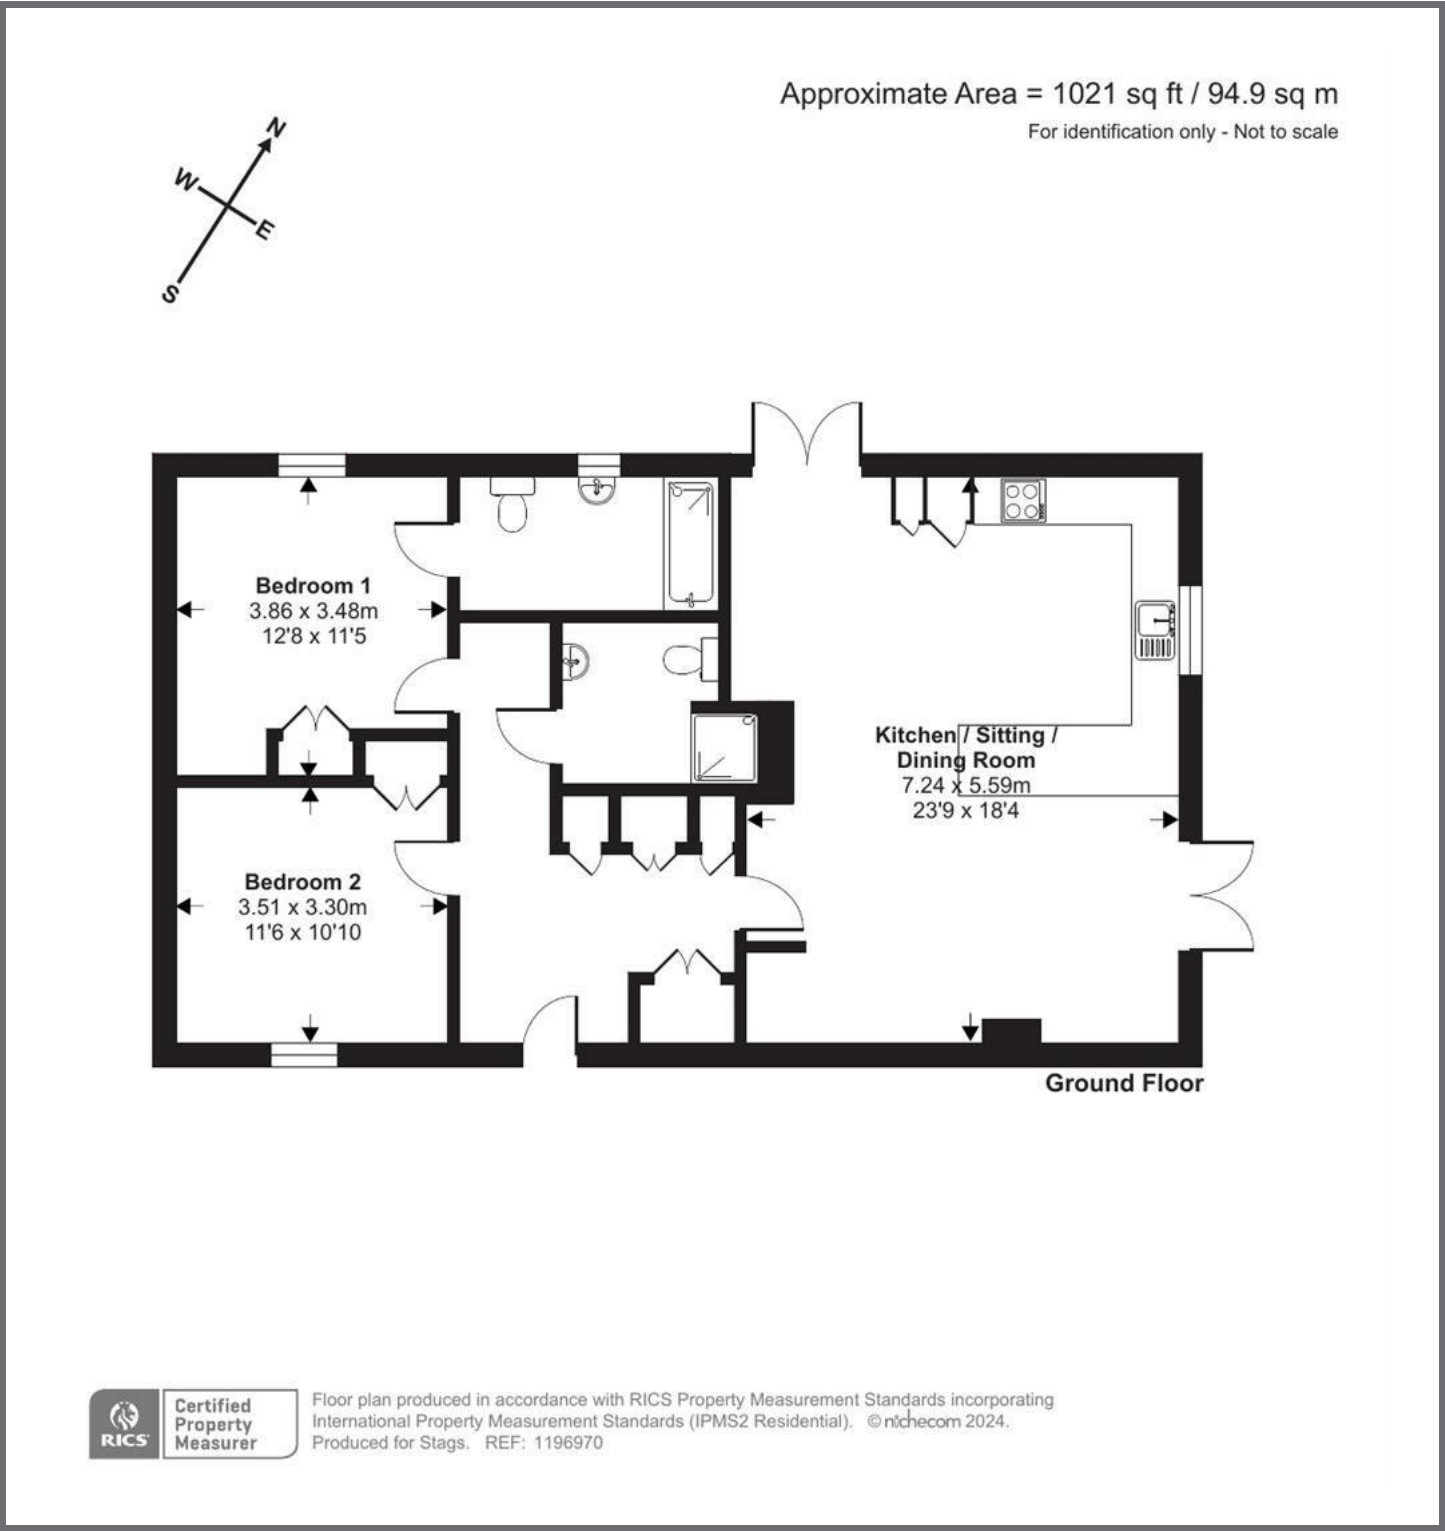 Approximate Area = 1021 sq ft / 94.9 sq m
For identification only - Not to scale
N
W
E
S
Bedroom 1
3.86 x 3.48m
12'8 x 11'5
Kitchen / Sitting /
Dining Room
7.24 x 5.59m
23'9 x 18'4
Bedroom 2
3.51 x 3.30m
11'6 x 10'10
Ground Floor
RICS
Certified
Property
Measurer
Floor plan produced in accordance with RICS Property Measurement Standards incorporating
International Property Measurement Standards (IPMS2 Residential). © nichecom 2024.
Produced for Stags. REF: 1196970